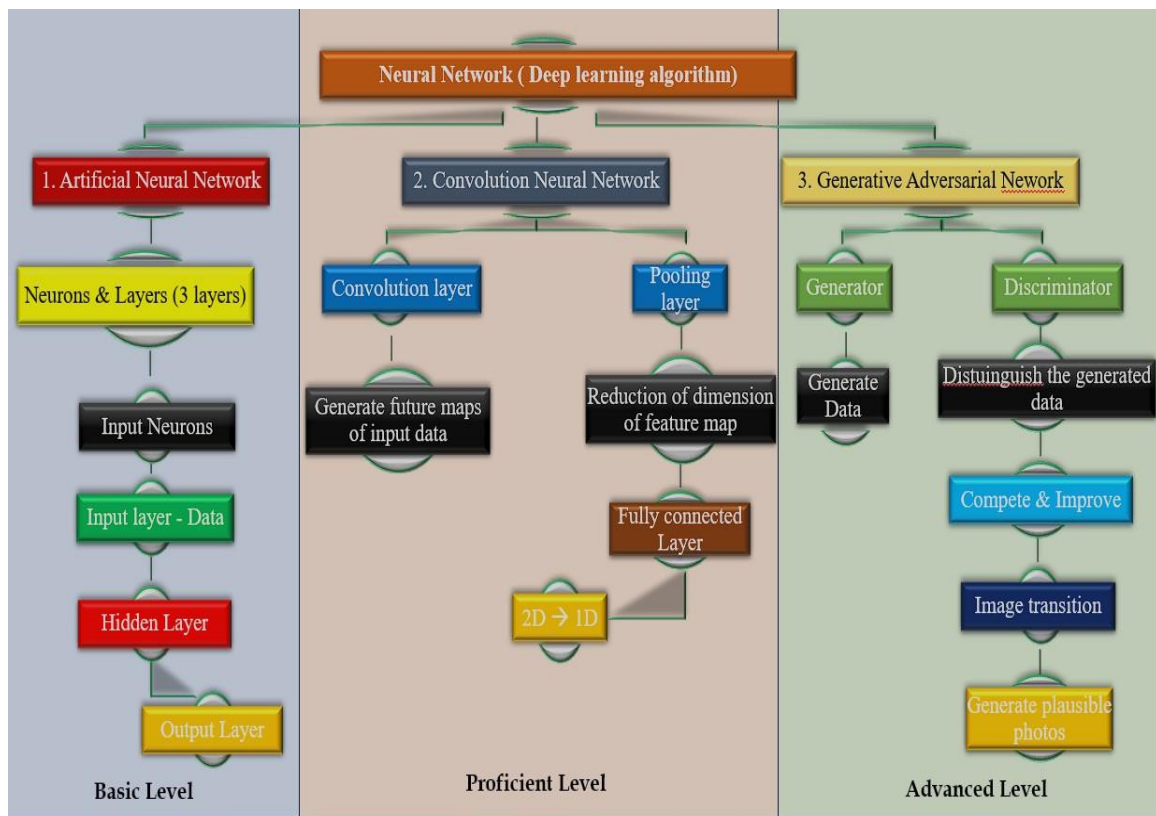 Neural Network ( Deep learning algorithm)
1. Artificial Neural Network
Neurons & Layers (3 layers)
Input Neurons
Input layer - Data
Hidden Layer
Output Layer
Basic Level
2. Convolution Neural Network
Convolution layer
Generate future maps
of input data
Pooling
layer
Reduction of dimension
of feature map
Fully connected
Layer
2D → 1D
Proficient Level
3. Generative Adversarial Nework
Generator
Generate
Data
Discriminator
Distuinguish the generated
data
Compete & Improve
Image transition
Generate plausible
photos
Advanced Level